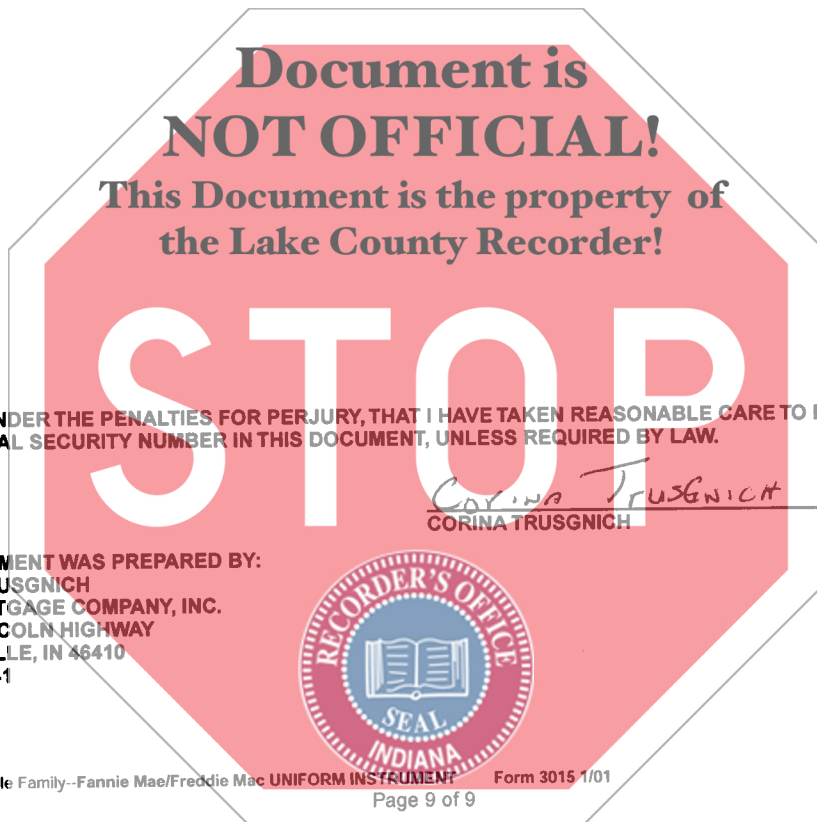 Document is
NOT OFFICIAL!
This Document is the property of
the Lake County Recorder!
STOP
NDER THE PENALTIES FOR PERJURY, THAT I HAVE TAKEN REASONABLE CARE TO
AL SECURITY NUMBER IN THIS DOCUMENT, UNLESS REQUIRED BY LAW.
Corina Trusgnich
CORINA TRUSGNICH
MENT WAS PREPARED BY:
USGNICH
TGAGE COMPANY, INC.
COLN HIGHWAY
LLE, IN 46410
-1
RECORDER'S OFFICE
SEAL
INDIANA
le Family--Fannie Mae/Freddie Mac UNIFORM INSTRUMENT Form 3015 1/01
Page 9 of 9